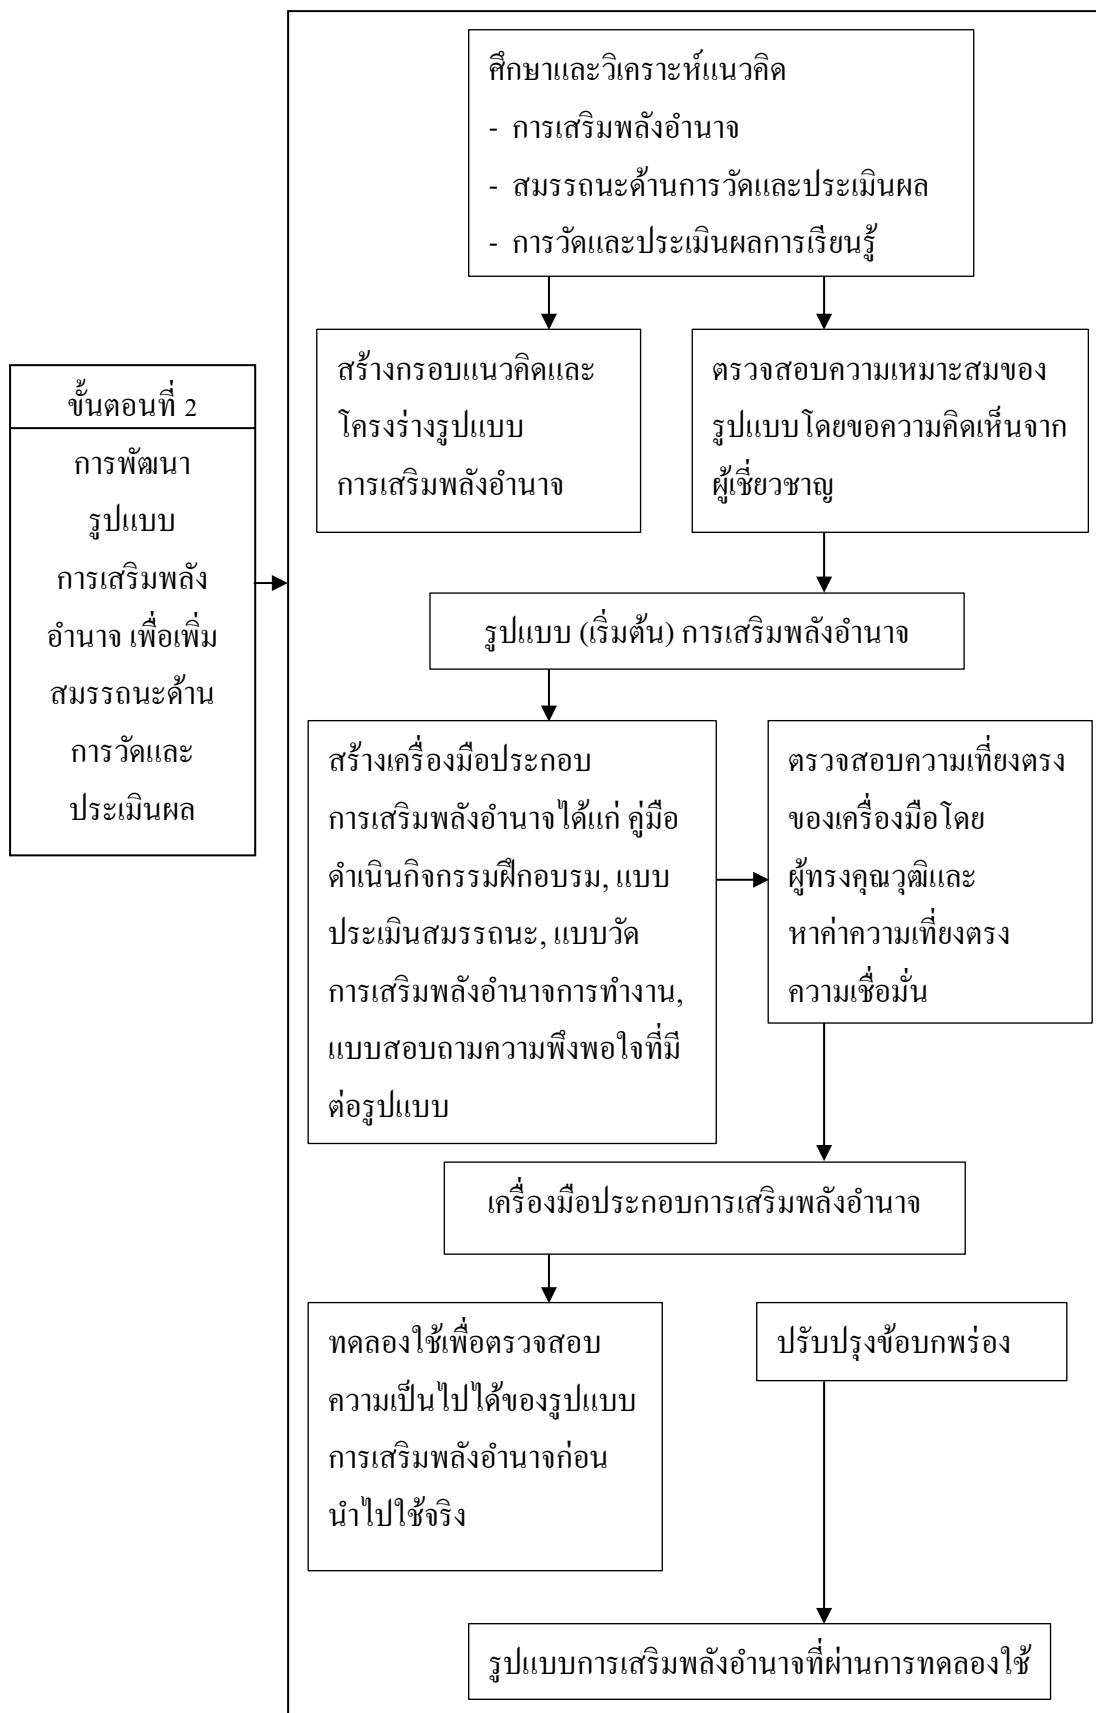 ศึกษาและวิเคราะห์แนวคิด
- การเสริมพลังอำนาจ
- สมรรถนะด้านการวัดและประเมินผล
- การวัดและประเมินผลการเรียนรู้
สร้างกรอบแนวคิดและ
โครงร่างรูปแบบ
การเสริมพลังอำนาจ
ตรวจสอบความเหมาะสมของ
รูปแบบโดยขอความคิดเห็นจาก
ผู้เชี่ยวชาญ
ขั้นตอนที่ 2
การพัฒนา
รูปแบบ
การเสริมพลัง
อำนาจ เพื่อเพิ่ม
สมรรถนะด้าน
การวัดและ
ประเมินผล
รูปแบบ (เริ่มต้น) การเสริมพลังอำนาจ
สร้างเครื่องมือประกอบ
การเสริมพลังอำนาจได้แก่ คู่มือ
ดำเนินกิจกรรมฝึกอบรม, แบบ
ประเมินสมรรถนะ, แบบวัด
การเสริมพลังอำนาจการทำงาน,
แบบสอบถามความพึงพอใจที่มี
ต่อรูปแบบ
ตรวจสอบความเที่ยงตรง
ของเครื่องมือโดย
ผู้ทรงคุณวุฒิและ
หาค่าความเที่ยงตรง
ความเชื่อมั่น
เครื่องมือประกอบการเสริมพลังอำนาจ
ทดลองใช้เพื่อตรวจสอบ
ความเป็นไปได้ของรูปแบบ
การเสริมพลังอำนาจก่อน
นำไปใช้จริง
ปรับปรุงข้อบกพร่อง
รูปแบบการเสริมพลังอำนาจที่ผ่านการทดลองใช้